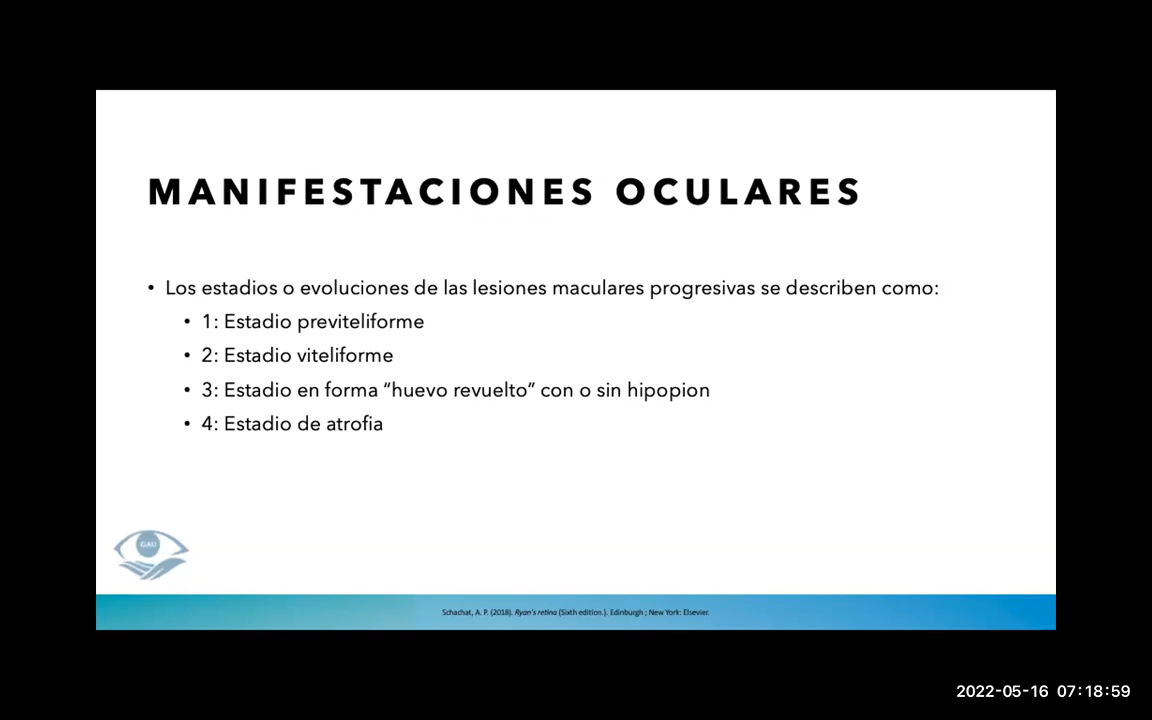 MANIFESTACIONES OCULARES
• Los estadios o evoluciones de las lesiones maculares progresivas se describen como:
• 1: Estadio previteliforme
• 2: Estadio viteliforme
• 3: Estadio en forma “huevo revuelto” con o sin hipopion
• 4: Estadio de atrofia
Schachat, A. P. (2018). Ryan's retina (Sixth edition.). Edinburgh ; New York: Elsevier.
2022-05-16 07:18:59